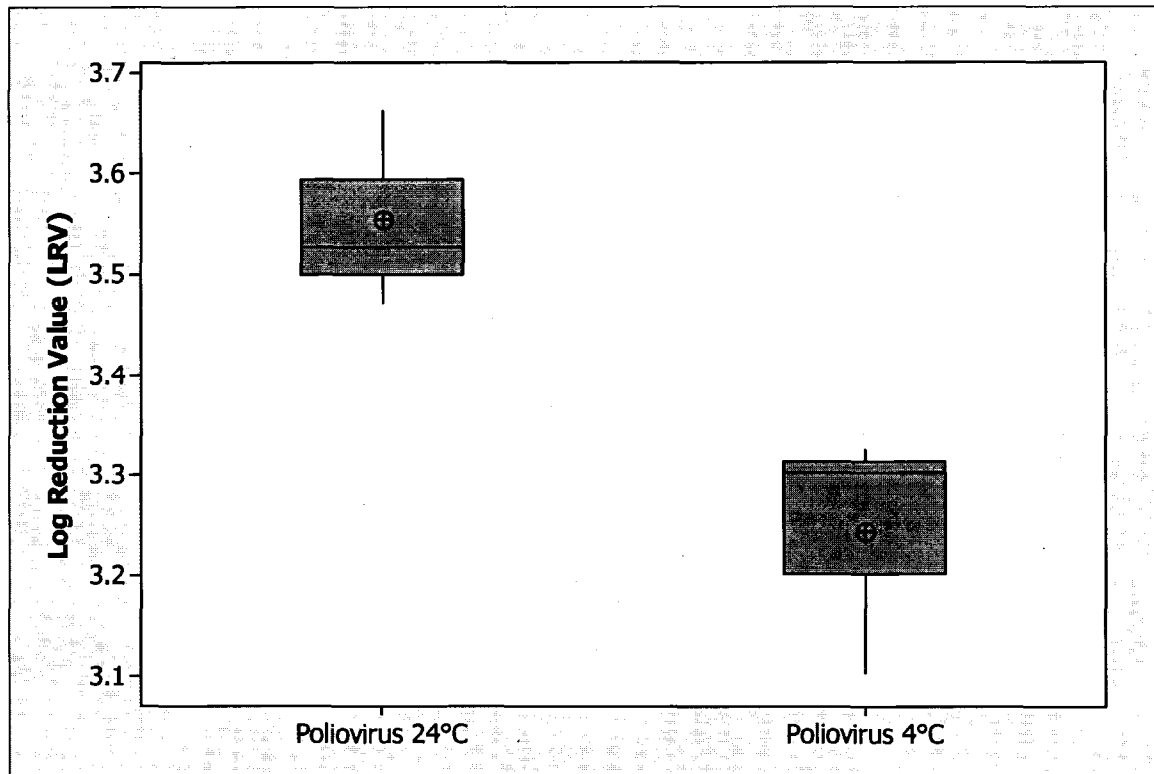 Log Reduction Value (LRV)
3.7
3.6
3.5
3.4
3.3
3.2
3.1
Poliovirus 24°C
Poliovirus 4°C